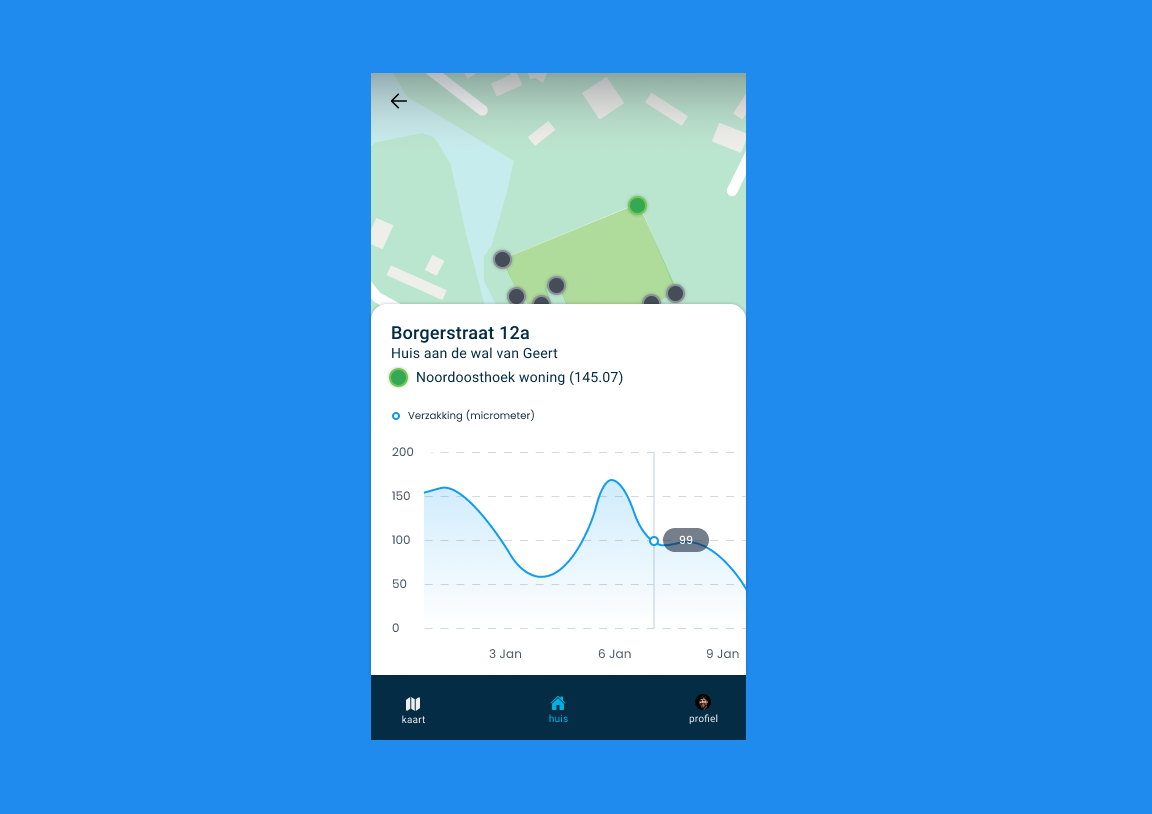 Borgerstraat 12a
Huis aan de wal van Geert
Noordoosthoek woning (145.07)
Verzakking (micrometer)
200
150
100
99
50
0
3 Jan 6 Jan 9 Jan
kaart huis profiel